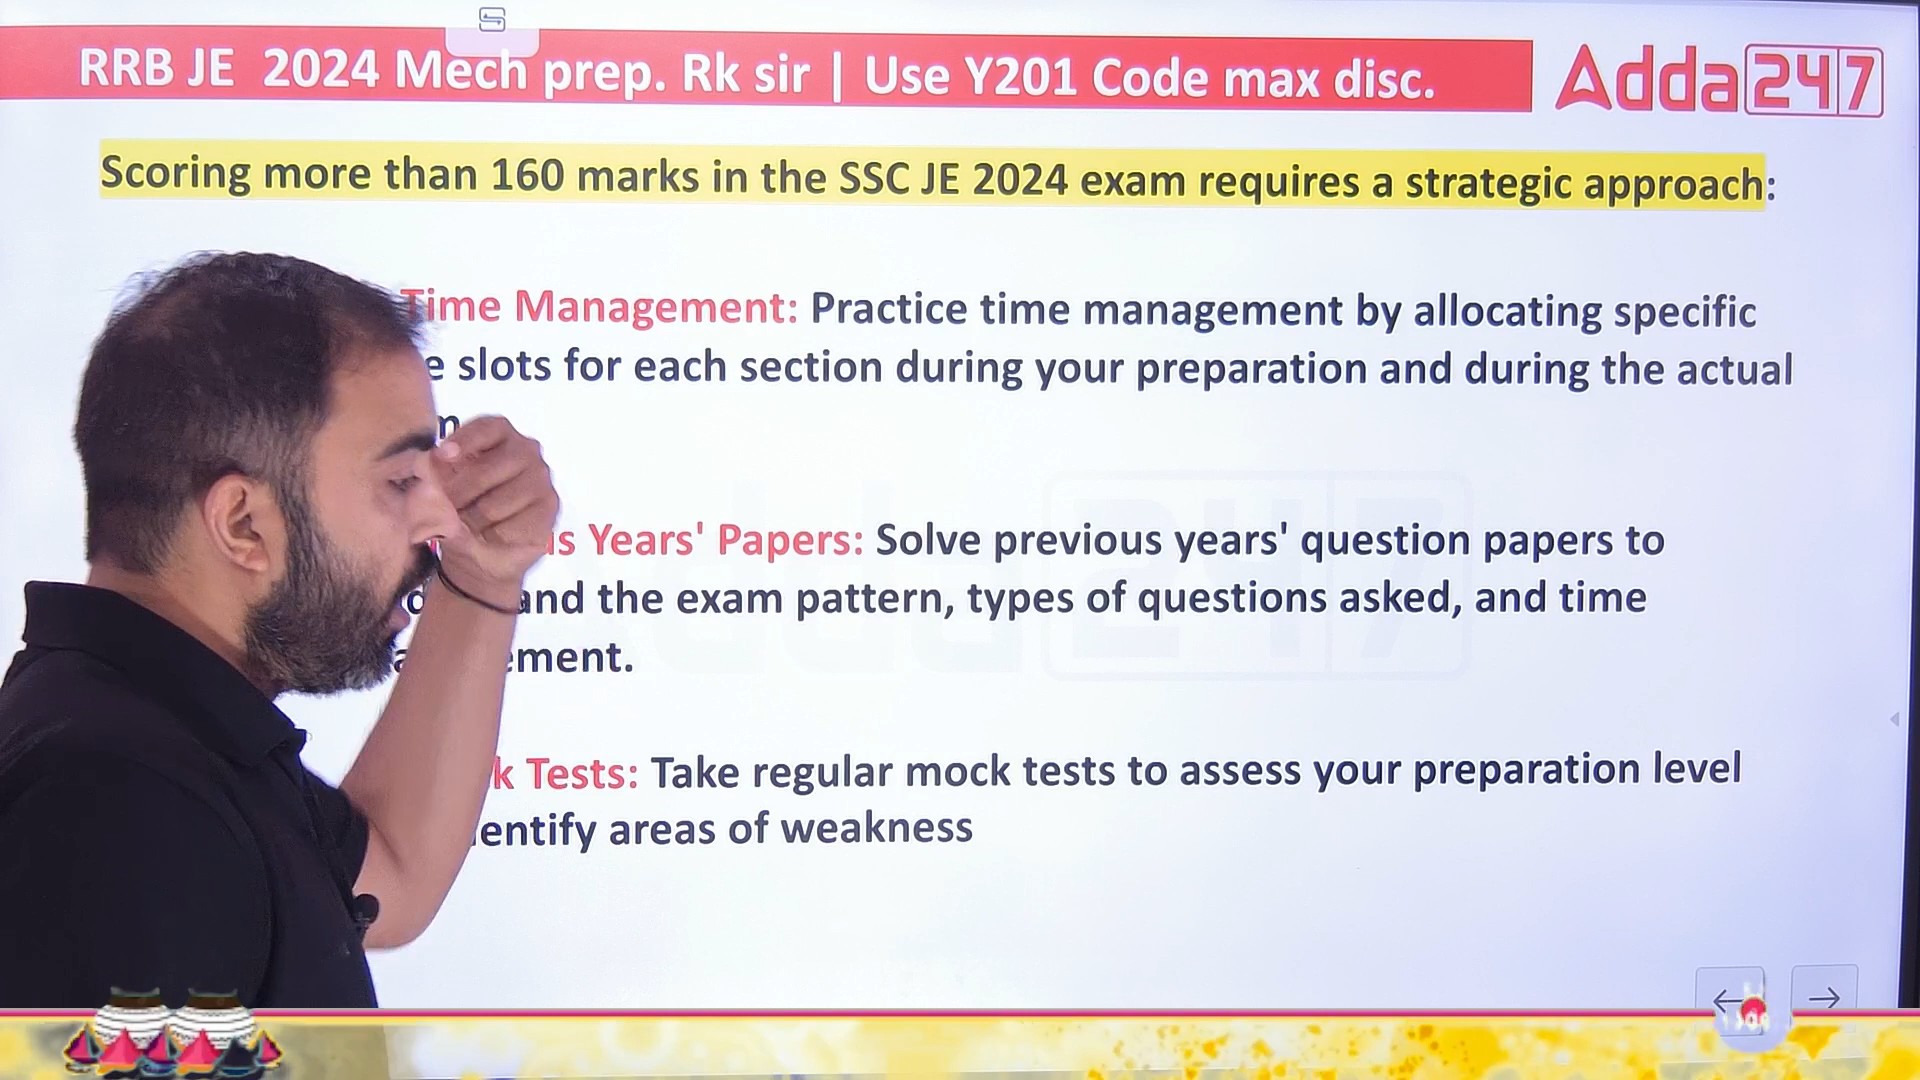 RRB JE 2024 Mech prep. Rk sir | Use Y201 Code max disc.
Adda247
Scoring more than 160 marks in the SSC JE 2024 exam requires a strategic approach:
Time Management: Practice time management by allocating specific
slots for each section during your preparation and during the actual
Years' Papers: Solve previous years' question papers to
and the exam pattern, types of questions asked, and time
Tests: Take regular mock tests to assess your preparation level
areas of weakness